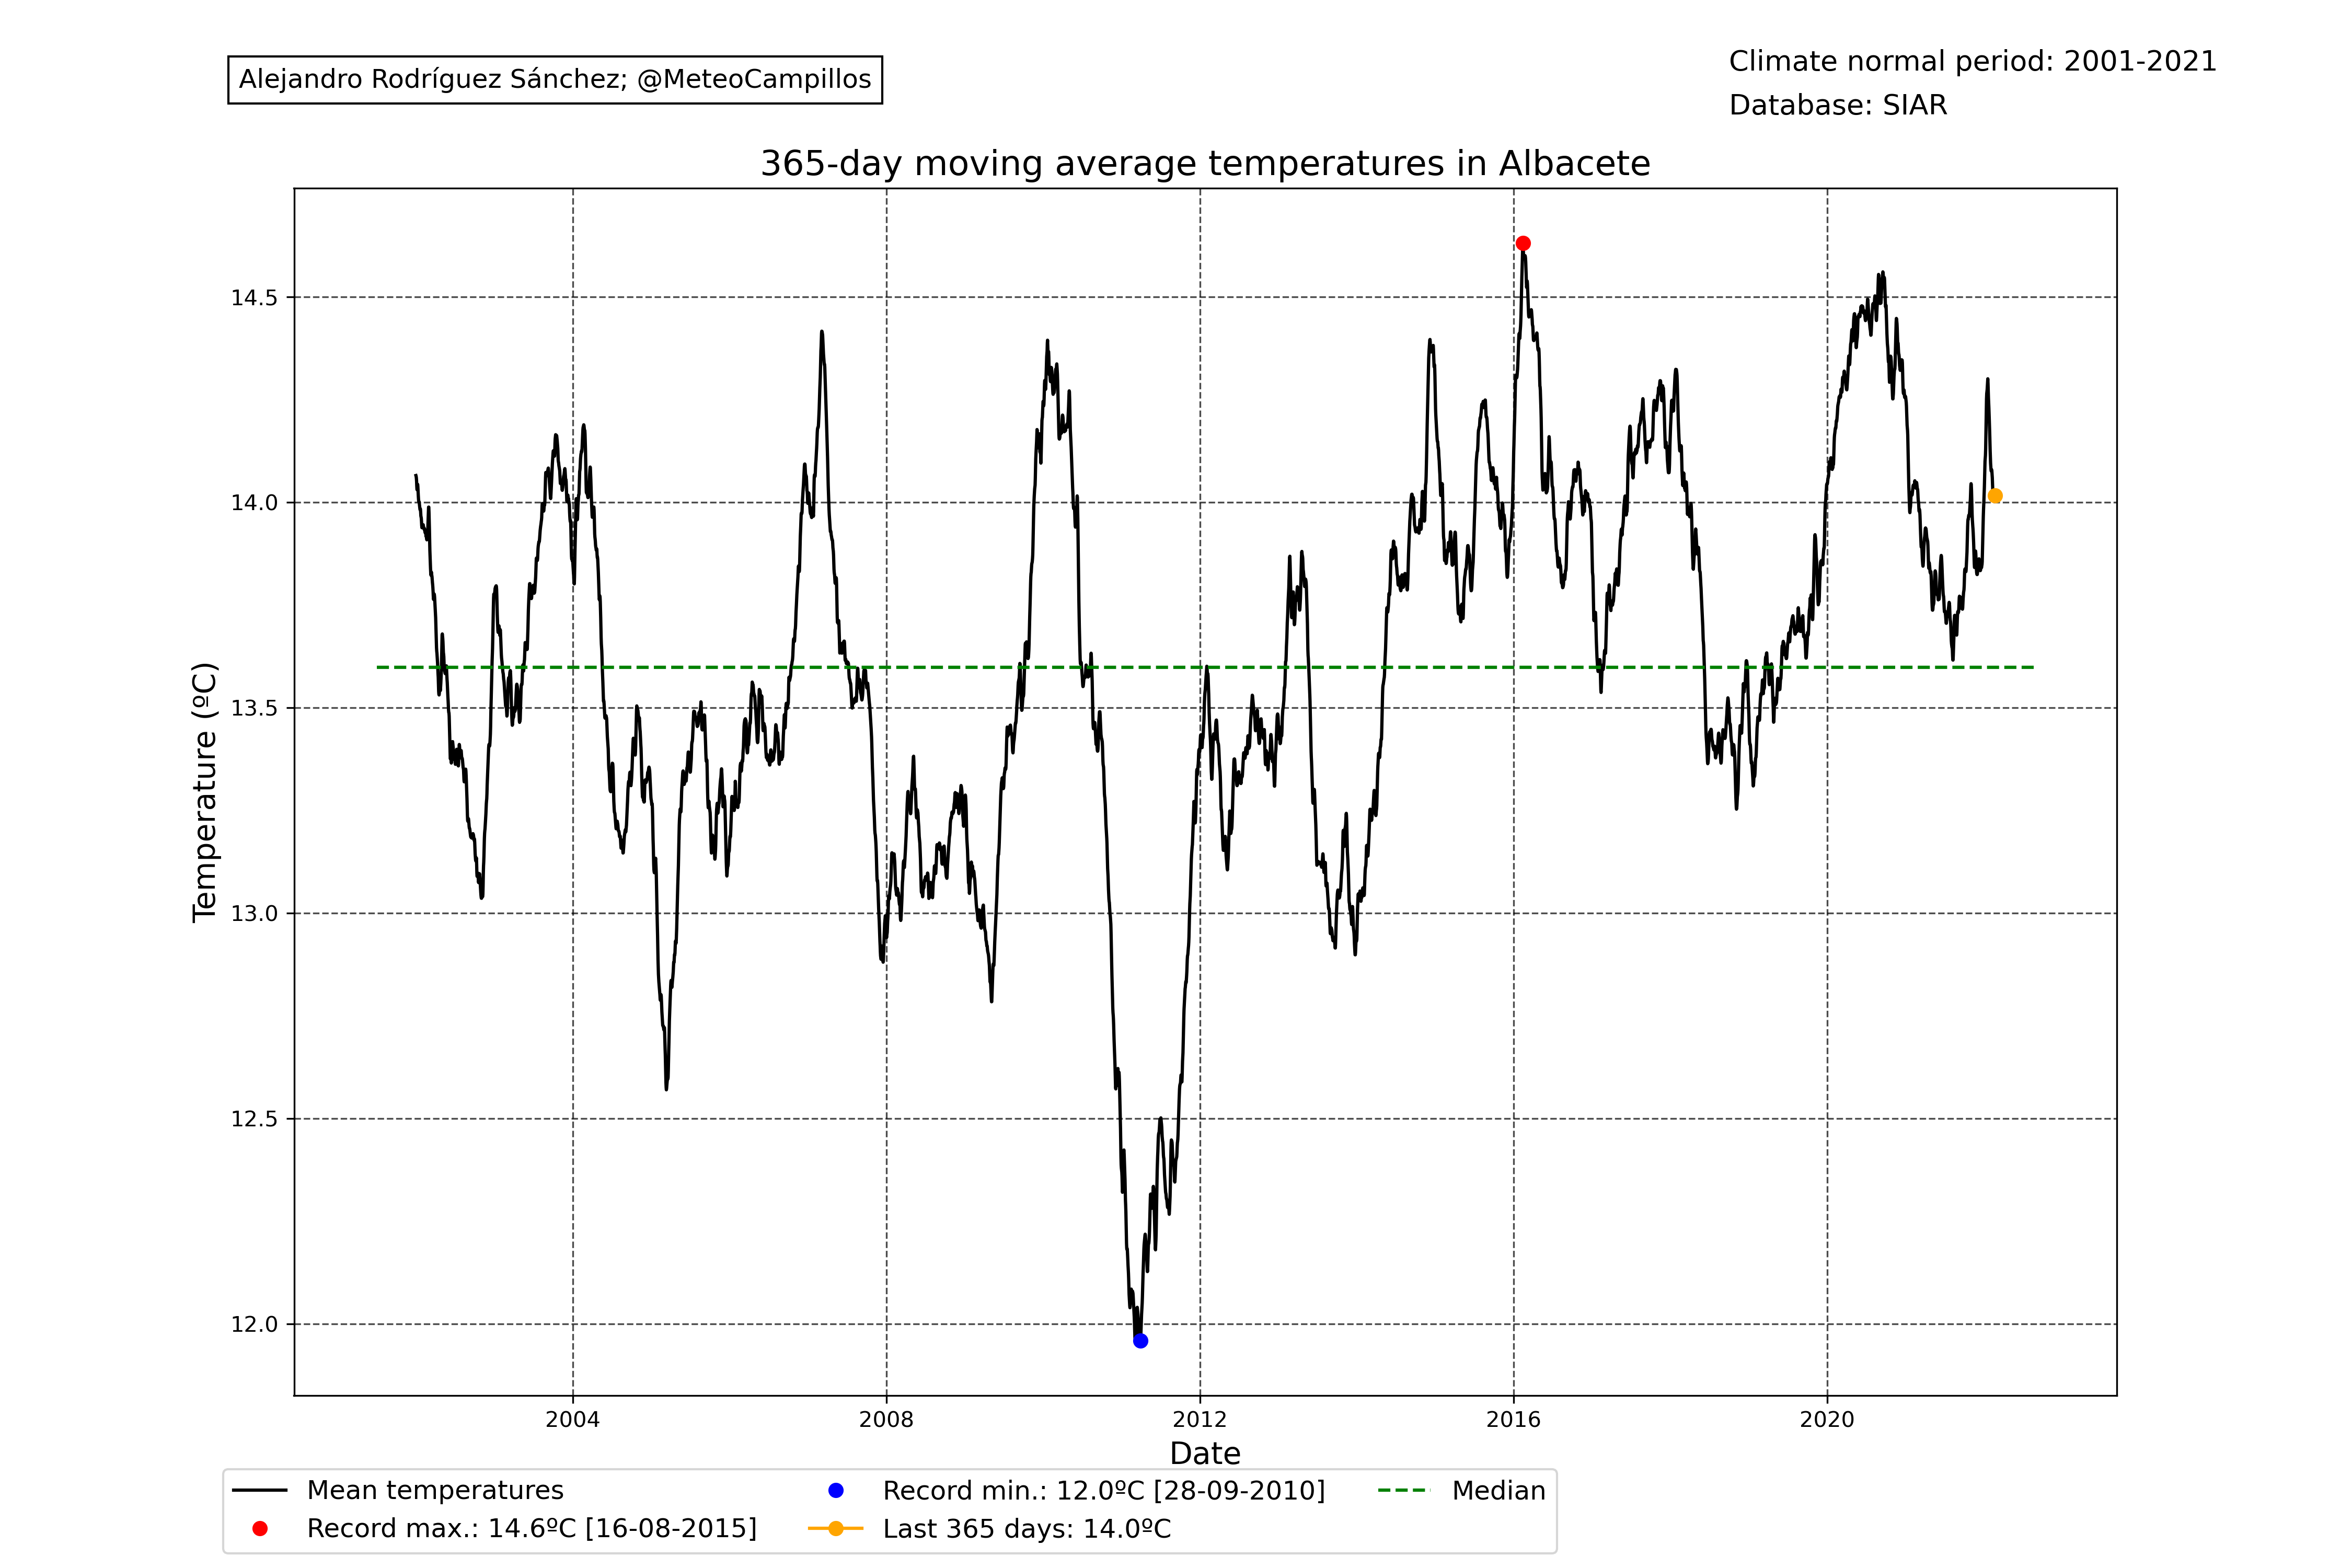 Alejandro Rodríguez Sánchez; @MeteoCampillos
Climate normal period: 2001-2021
Database: SIAR
365-day moving average temperatures in Albacete
Temperature (ºC)
14.5
14.0
13.5
13.0
12.5
12.0
2004
2008
2012
2016
2020
Date
Mean temperatures
Record max.: 14.6ºC [16-08-2015]
Record min.: 12.0ºC [28-09-2010]
Last 365 days: 14.0ºC
Median